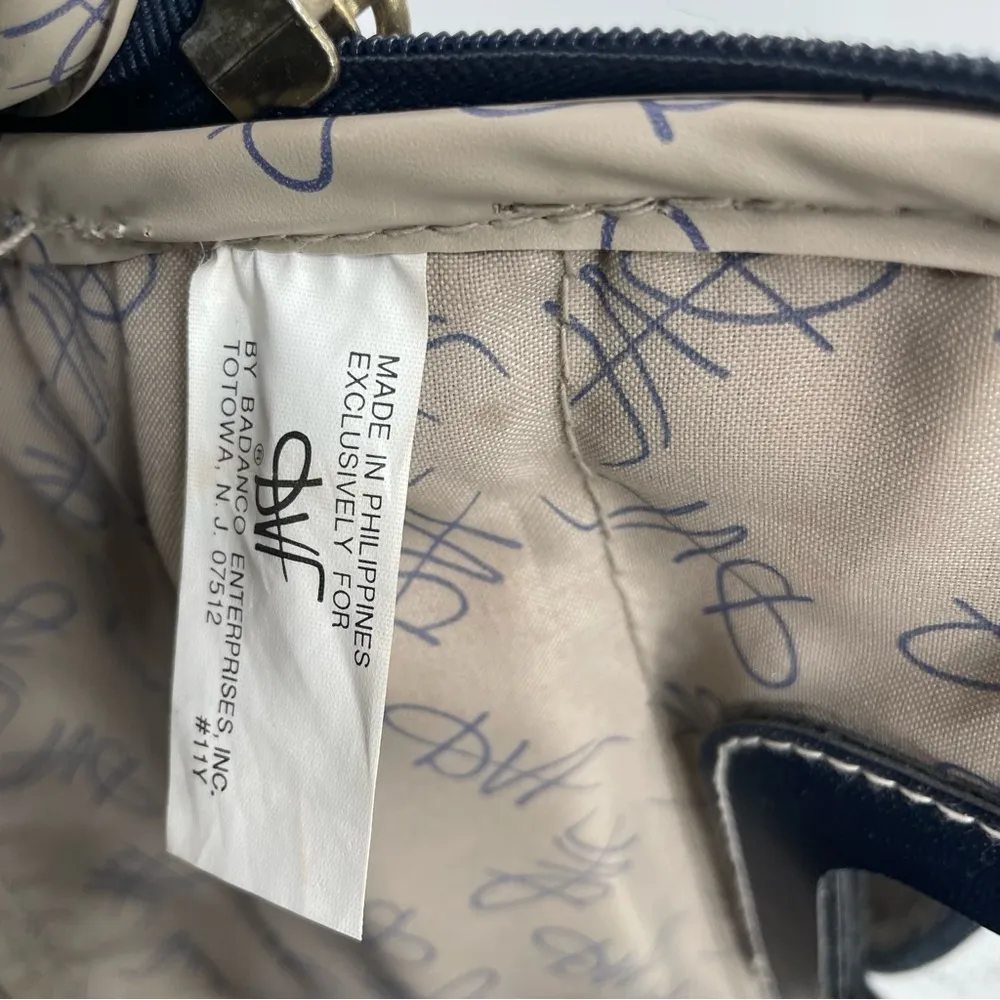 MADE IN PHILIPPINES
EXCLUSIVELY FOR
DVF
®
BY BADANCO ENTERPRISES, INC.
TOTOWA, N. J. 07512
#11Y